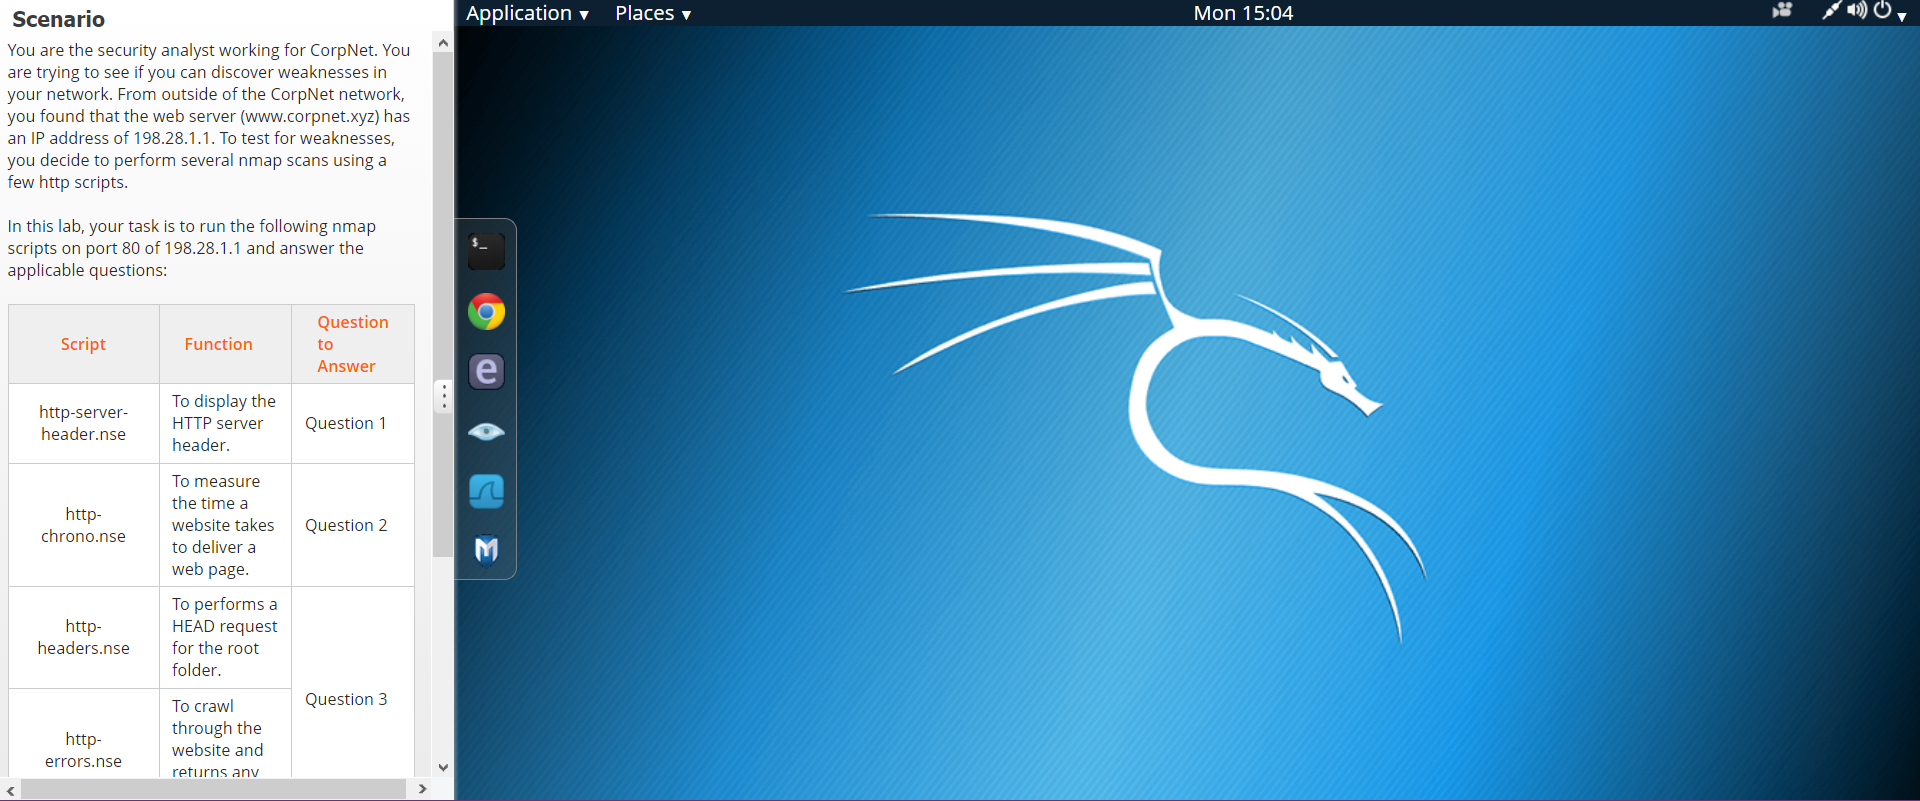 Scenario
You are the security analyst working for CorpNet. You
are trying to see if you can discover weaknesses in
your network. From outside of the CorpNet network,
you found that the web server (www.corpnet.xyz) has
an IP address of 198.28.1.1. To test for weaknesses,
you decide to perform several nmap scans using a
few http scripts.
In this lab, your task is to run the following nmap
scripts on port 80 of 198.28.1.1 and answer the
applicable questions:
Script
Function
Question
to
Answer
http-server-
header.nse
To display the
HTTP server
header.
Question 1
http-
chrono.nse
To measure
the time a
website takes
to deliver a
web page.
Question 2
http-
headers.nse
To performs a
HEAD request
for the root
folder.
Question 3
http-
errors.nse
To crawl
through the
website and
returns any
Application
Places
Mon 15:04
$_
e
M